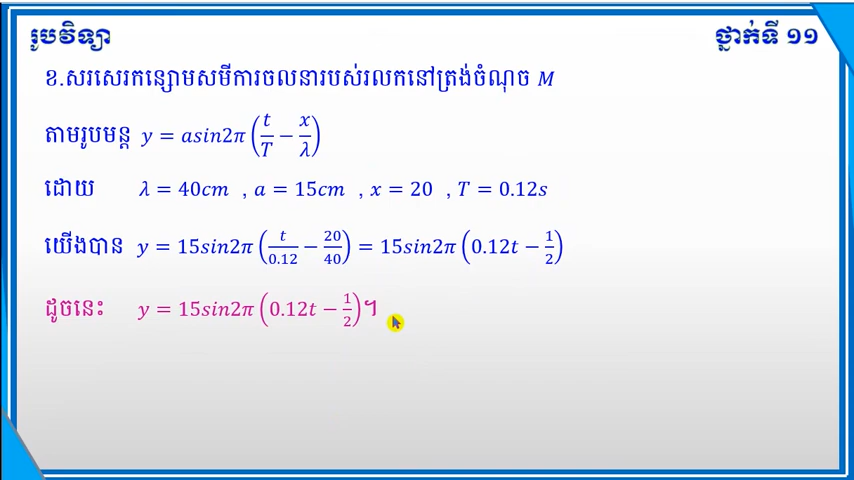 រូបវិទ្យា ថ្នាក់ទី ១១
ខ.សរសេរកន្សោមសមីការចលនារបស់រលកនៅត្រង់ចំណុច M
តាមរូបមន្ត y = asin2π(t/T − x/λ)
ដោយ λ = 40cm , a = 15cm , x = 20 , T = 0.12s
យើងបាន y = 15sin2π(t/0.12 − 20/40) = 15sin2π(0.12t − 1/2)
ដូចនេះ y = 15sin2π(0.12t − 1/2)។